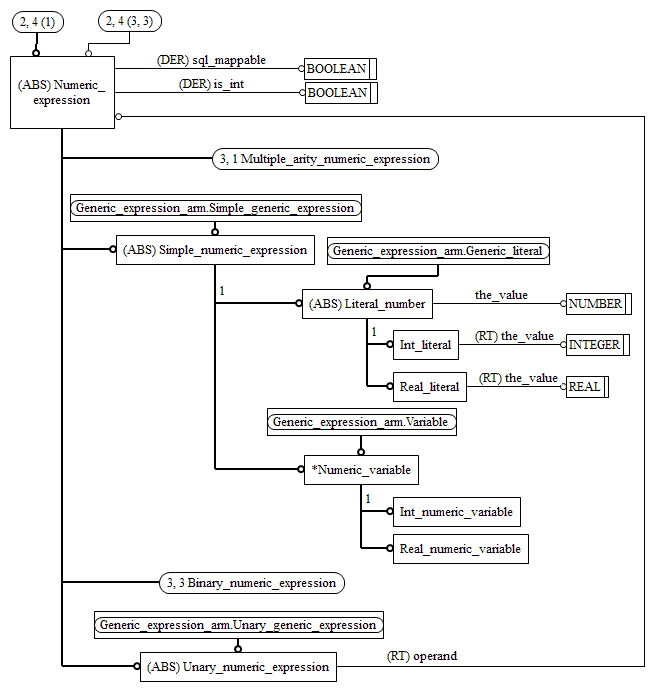 2, 4 (1)
2, 4 (3, 3)
(DER) sql_mappable
BOOLEAN
(ABS) Numeric_
expression
(DER) is_int
BOOLEAN
3, 1 Multiple_arity_numeric_expression
Generic_expression_arm.Simple_generic_expression
(ABS) Simple_numeric_expression
Generic_expression_arm.Generic_literal
1
(ABS) Literal_number
the_value
NUMBER
1
Int_literal
(RT) the_value
INTEGER
Real_literal
(RT) the_value
REAL
Generic_expression_arm.Variable
*Numeric_variable
1
Int_numeric_variable
Real_numeric_variable
3, 3 Binary_numeric_expression
Generic_expression_arm.Unary_generic_expression
(ABS) Unary_numeric_expression
(RT) operand